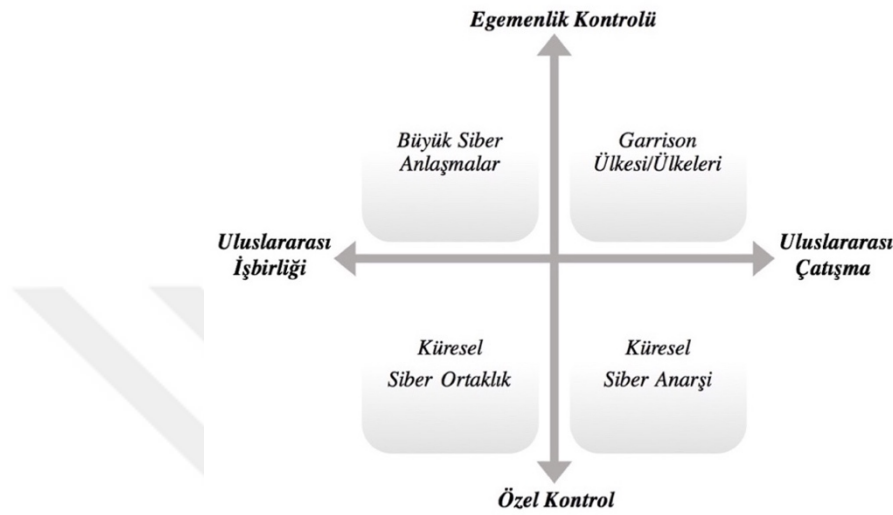 Egemenlik Kontrolü
Büyük Siber
Anlaşmalar
Garrison
Ülkesi/Ülkeleri
Uluslararası
İşbirliği
Uluslararası
Çatışma
Küresel
Siber Ortaklık
Küresel
Siber Anarşi
Özel Kontrol